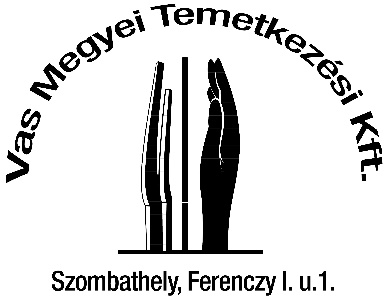 Vas Megyei Temetkezési Kft.
Szombathely, Ferenczy I. u.1.